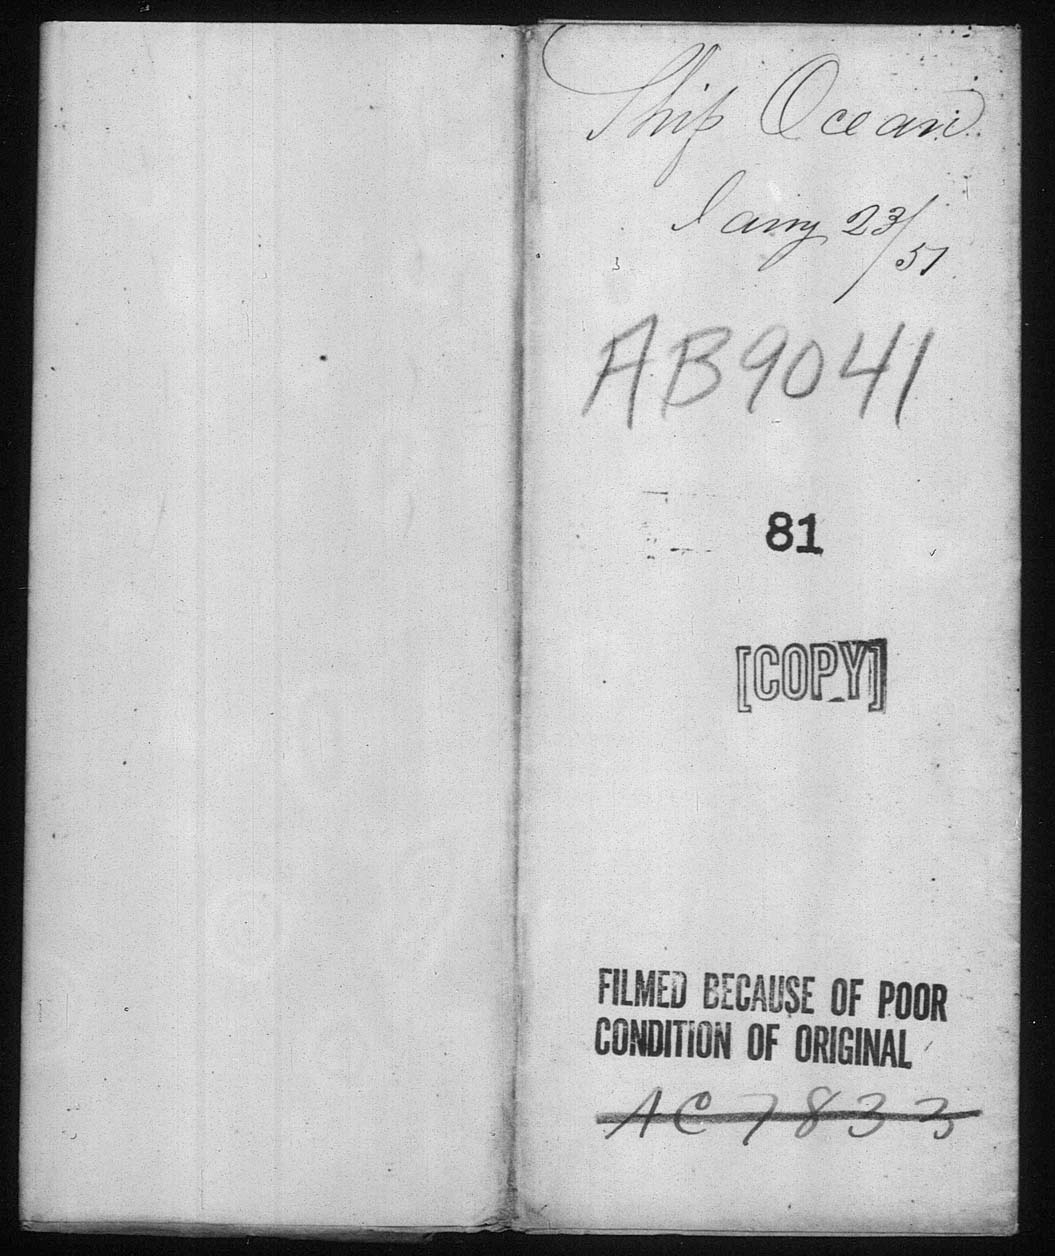 Ship Ocean
Jany 23/51
AB9041
81
[COPY]
FILMED BECAUSE OF POOR
CONDITION OF ORIGINAL
AC7833